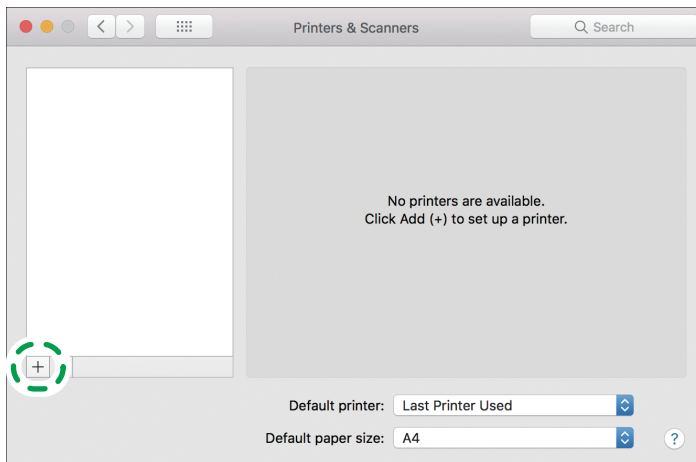 Printers & Scanners
Search
No printers are available.
Click Add (+) to set up a printer.
+
Default printer: Last Printer Used
Default paper size: A4
?